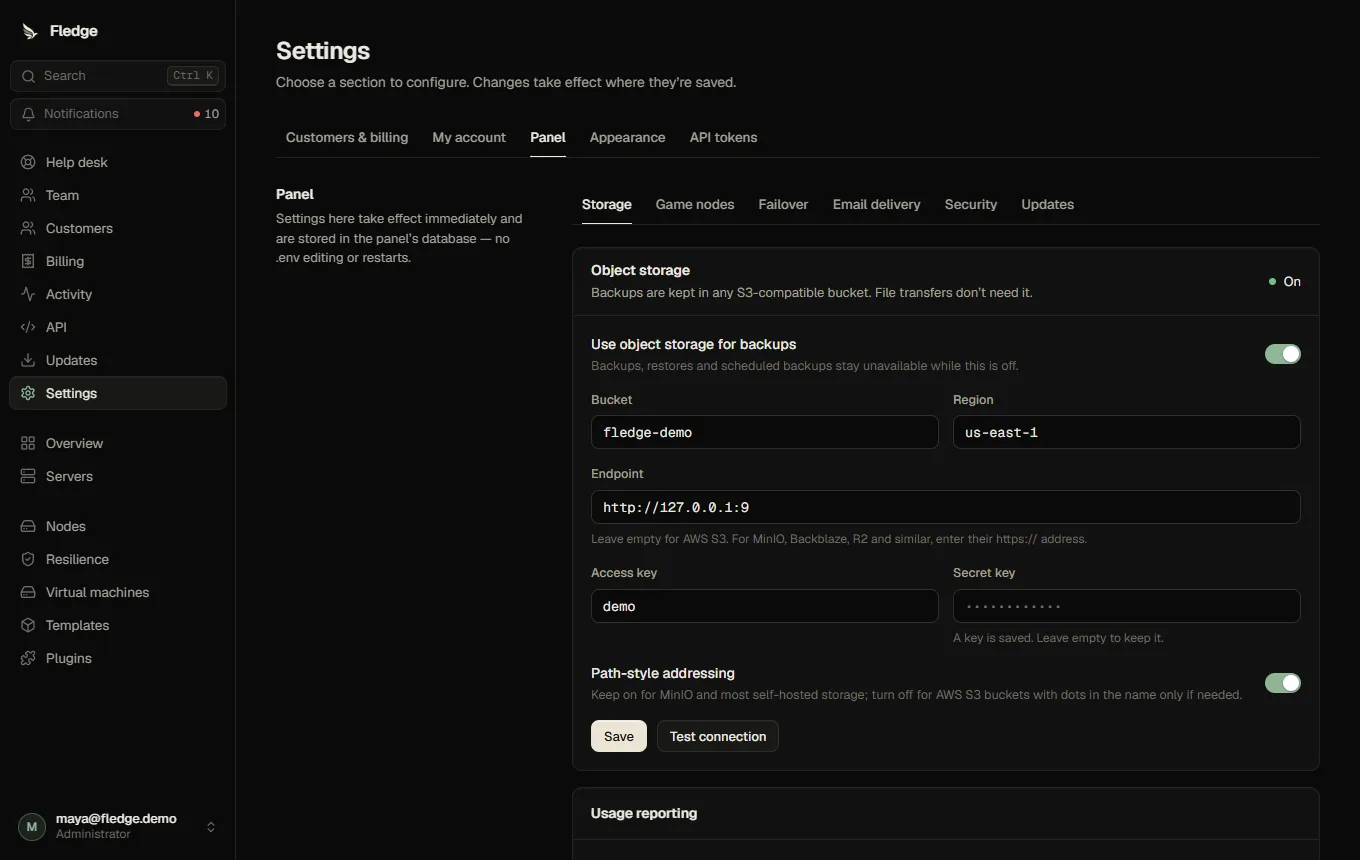 Fledge
Search
Ctrl K
Notifications
10
Help desk
Team
Customers
Billing
Activity
API
Updates
Settings
Overview
Servers
Nodes
Resilience
Virtual machines
Templates
Plugins
M
maya@fledge.demo
Administrator
Settings
Choose a section to configure. Changes take effect where they're saved.
Customers & billing
My account
Panel
Appearance
API tokens
Panel
Settings here take effect immediately and
are stored in the panel's database — no
.env editing or restarts.
Storage
Game nodes
Failover
Email delivery
Security
Updates
Object storage
Backups are kept in any S3-compatible bucket. File transfers don't need it.
On
Use object storage for backups
Backups, restores and scheduled backups stay unavailable while this is off.
Bucket
Region
fledge-demo
us-east-1
Endpoint
http://127.0.0.1:9
Leave empty for AWS S3. For MinIO, Backblaze, R2 and similar, enter their https:// address.
Access key
Secret key
demo
············
A key is saved. Leave empty to keep it.
Path-style addressing
Keep on for MinIO and most self-hosted storage; turn off for AWS S3 buckets with dots in the name only if needed.
Save
Test connection
Usage reporting